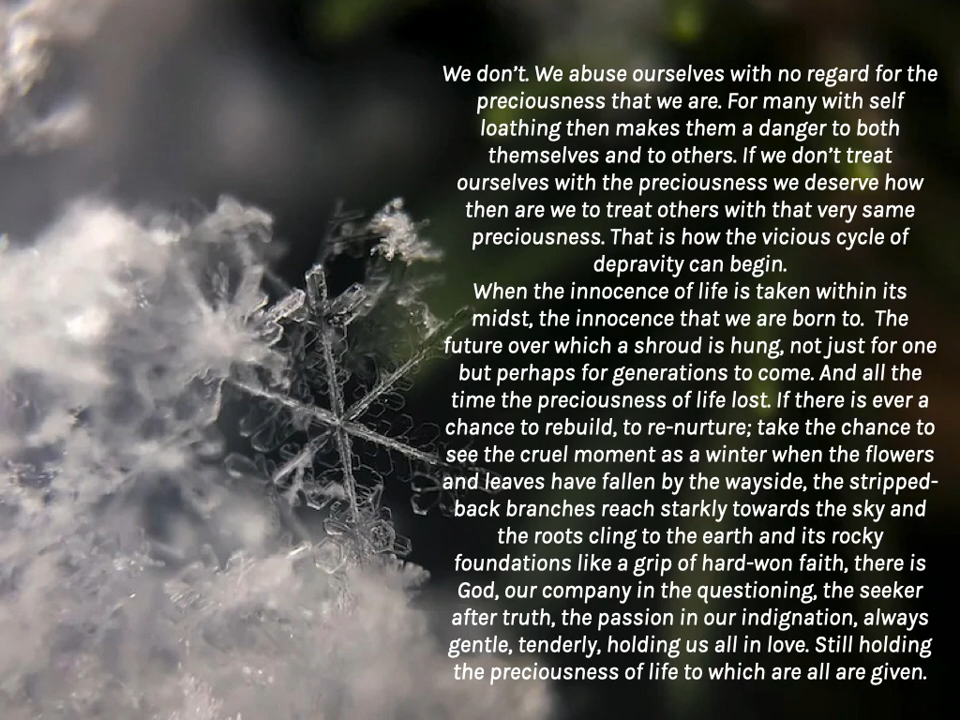 We don’t. We abuse ourselves with no regard for the
preciousness that we are. For many with self
loathing then makes them a danger to both
themselves and to others. If we don’t treat
ourselves with the preciousness we deserve how
then are we to treat others with that very same
preciousness. That is how the vicious cycle of
depravity can begin.
When the innocence of life is taken within its
midst, the innocence that we are born to.  The
future over which a shroud is hung, not just for one
but perhaps for generations to come. And all the
time the preciousness of life lost. If there is ever a
chance to rebuild, to re-nurture; take the chance to
see the cruel moment as a winter when the flowers
and leaves have fallen by the wayside, the stripped-
back branches reach starkly towards the sky and
the roots cling to the earth and its rocky
foundations like a grip of hard-won faith, there is
God, our company in the questioning, the seeker
after truth, the passion in our indignation, always
gentle, tenderly, holding us all in love. Still holding
the preciousness of life to which are all are given.